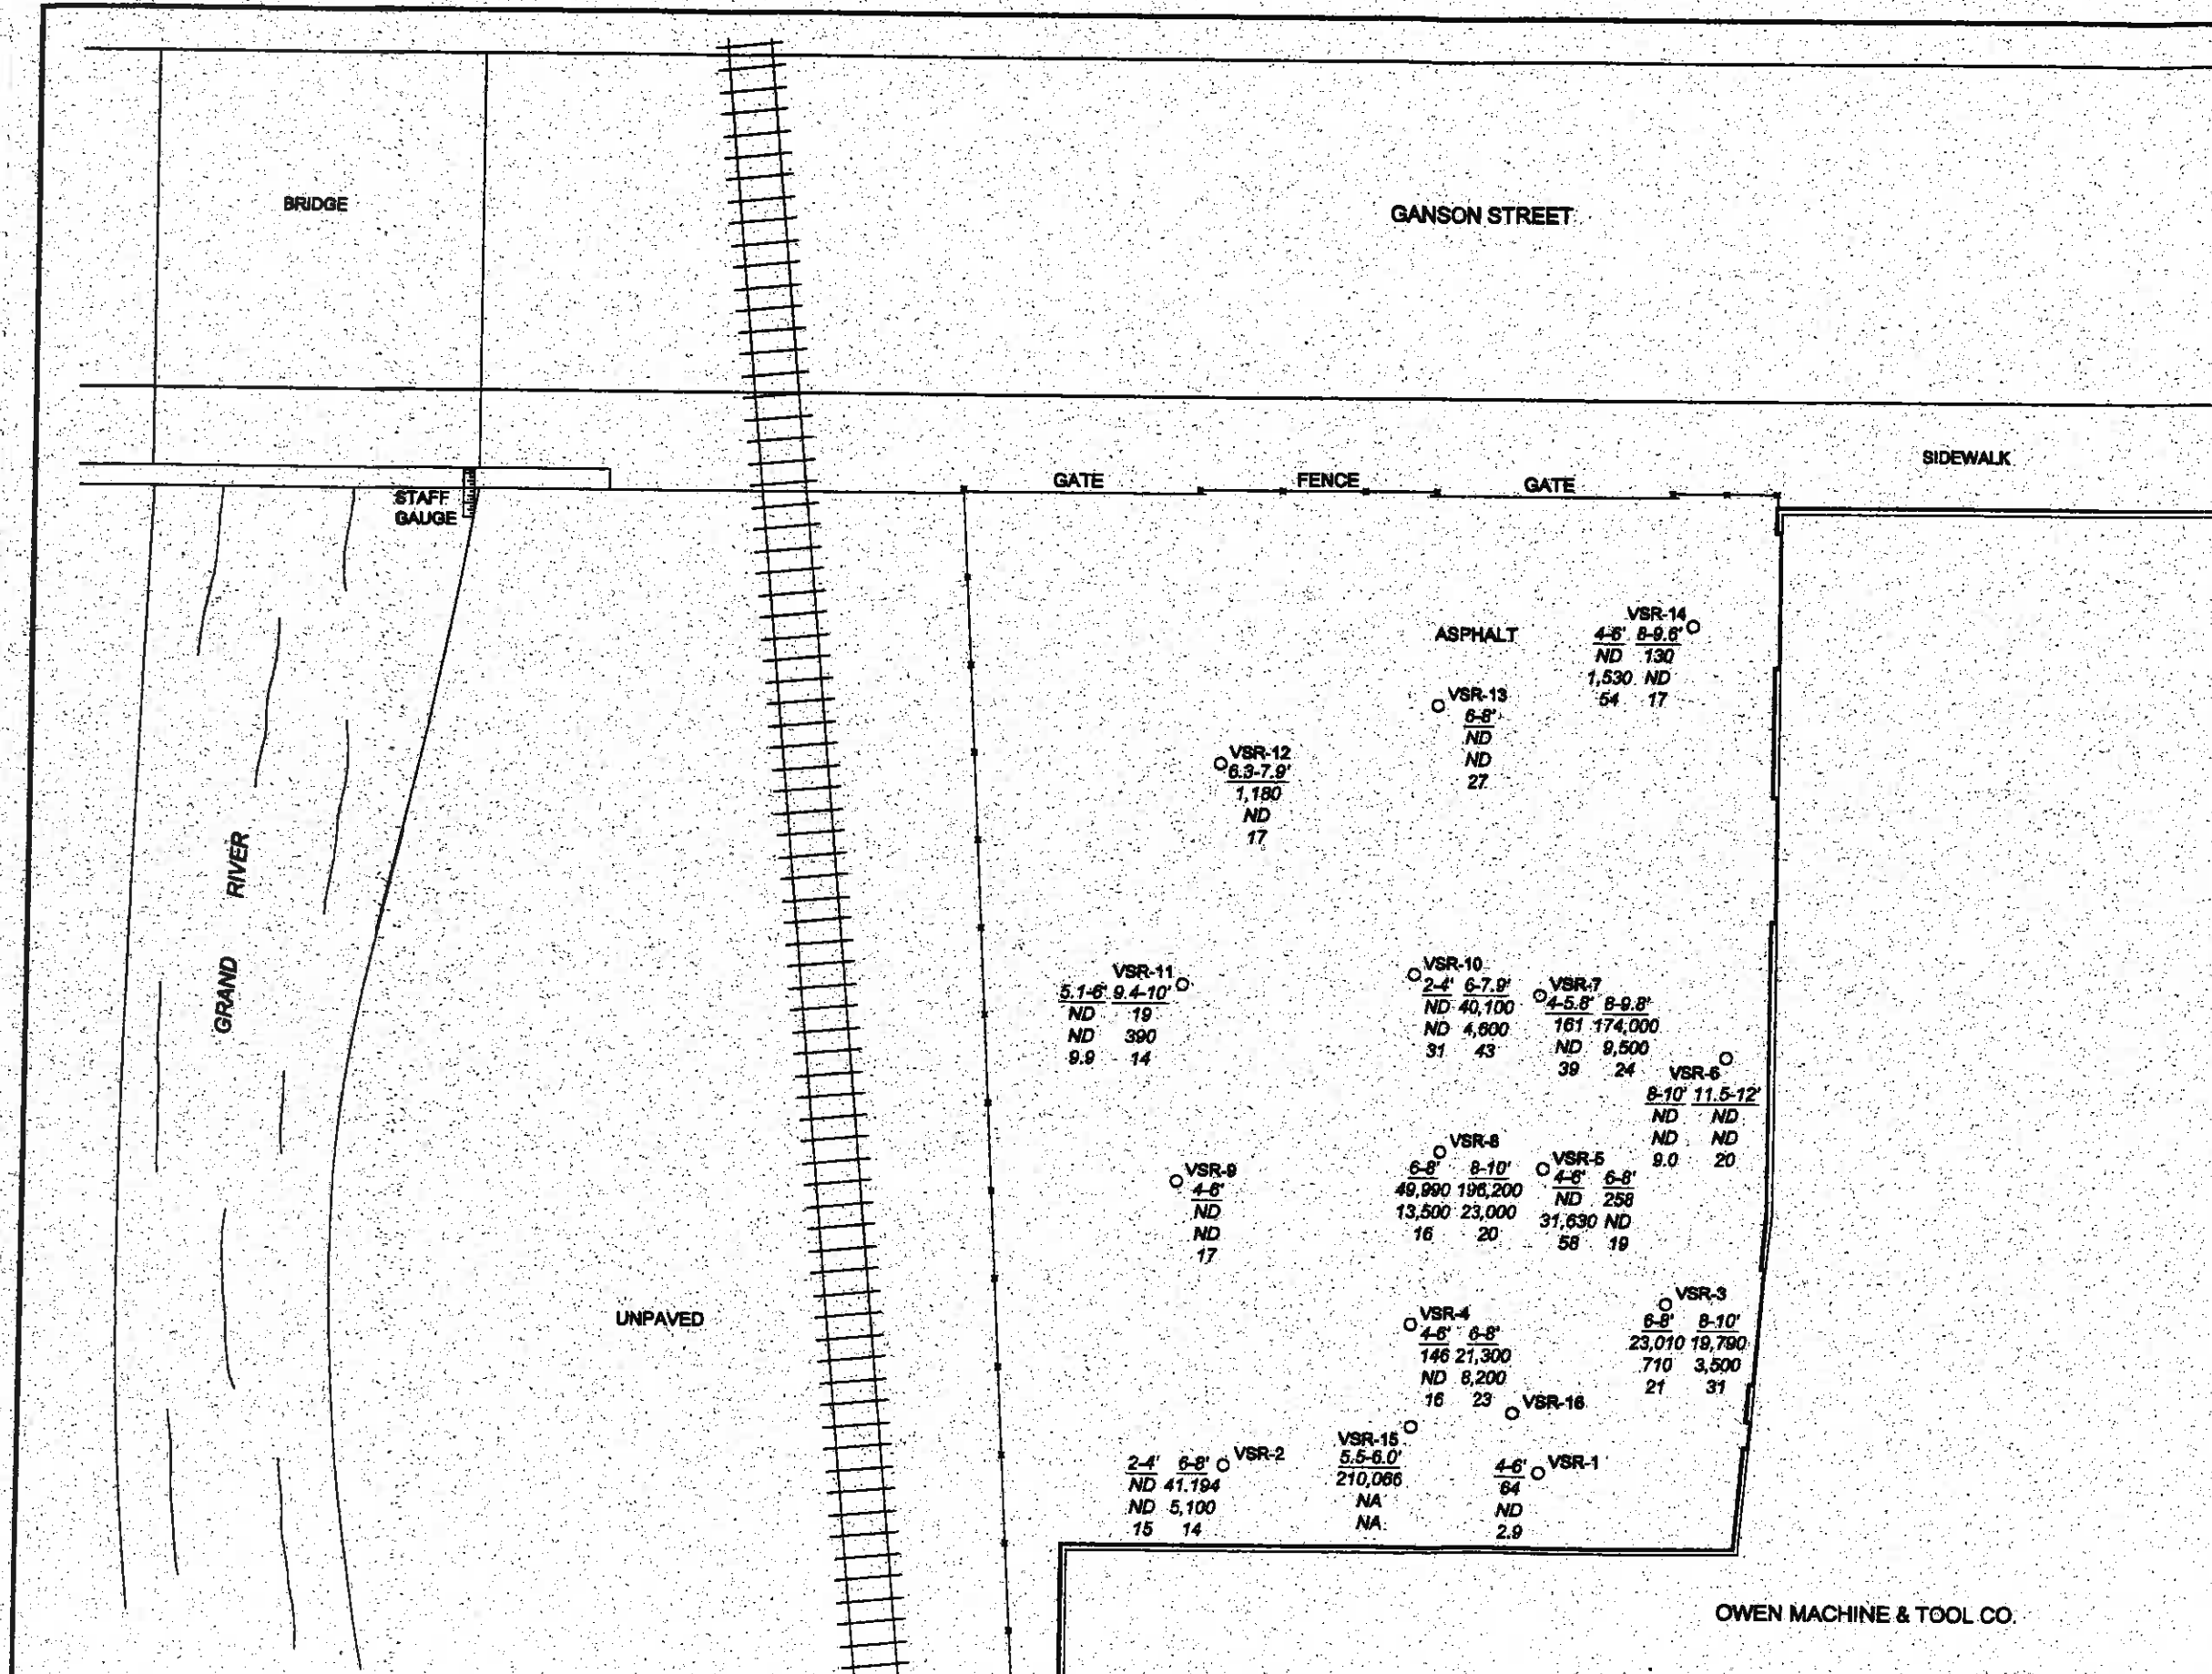 BRIDGE
GANSON STREET
SIDEWALK
GATE
FENCE
GATE
STAFF
GAUGE
ASPHALT
VSR-14
4-6' 8-9.6'
ND 130
1,530 ND
54 17
VSR-13
6-8'
ND
ND
27
VSR-12
6.3-7.9'
1,180
ND
17
GRAND RIVER
VSR-11
5.1-6' 9.4-10'
ND 19
ND 390
9.9 14
VSR-10
2-4' 6-7.9'
ND 40,100
ND 4,600
31 43
VSR-7
4-5.8' 8-9.8'
161 174,000
ND 9,500
39 24
VSR-6
8-10' 11.5-12'
ND ND
ND ND
9.0 20
VSR-9
4-6'
ND
ND
17
VSR-8
6-8' 8-10'
49,990 196,200
13,500 23,000
16 20
VSR-5
4-6' 6-8'
ND 258
31,630 ND
58 19
UNPAVED
VSR-4
4-6' 6-8'
146 21,300
ND 8,200
16 23
VSR-3
6-8' 8-10'
23,010 19,790
710 3,500
21 31
VSR-16
VSR-2
2-4' 6-8'
ND 41.194
ND 5,100
15 14
VSR-15
5.5-6.0'
210,066
NA
NA
VSR-1
4-6'
64
ND
2.9
OWEN MACHINE & TOOL CO.